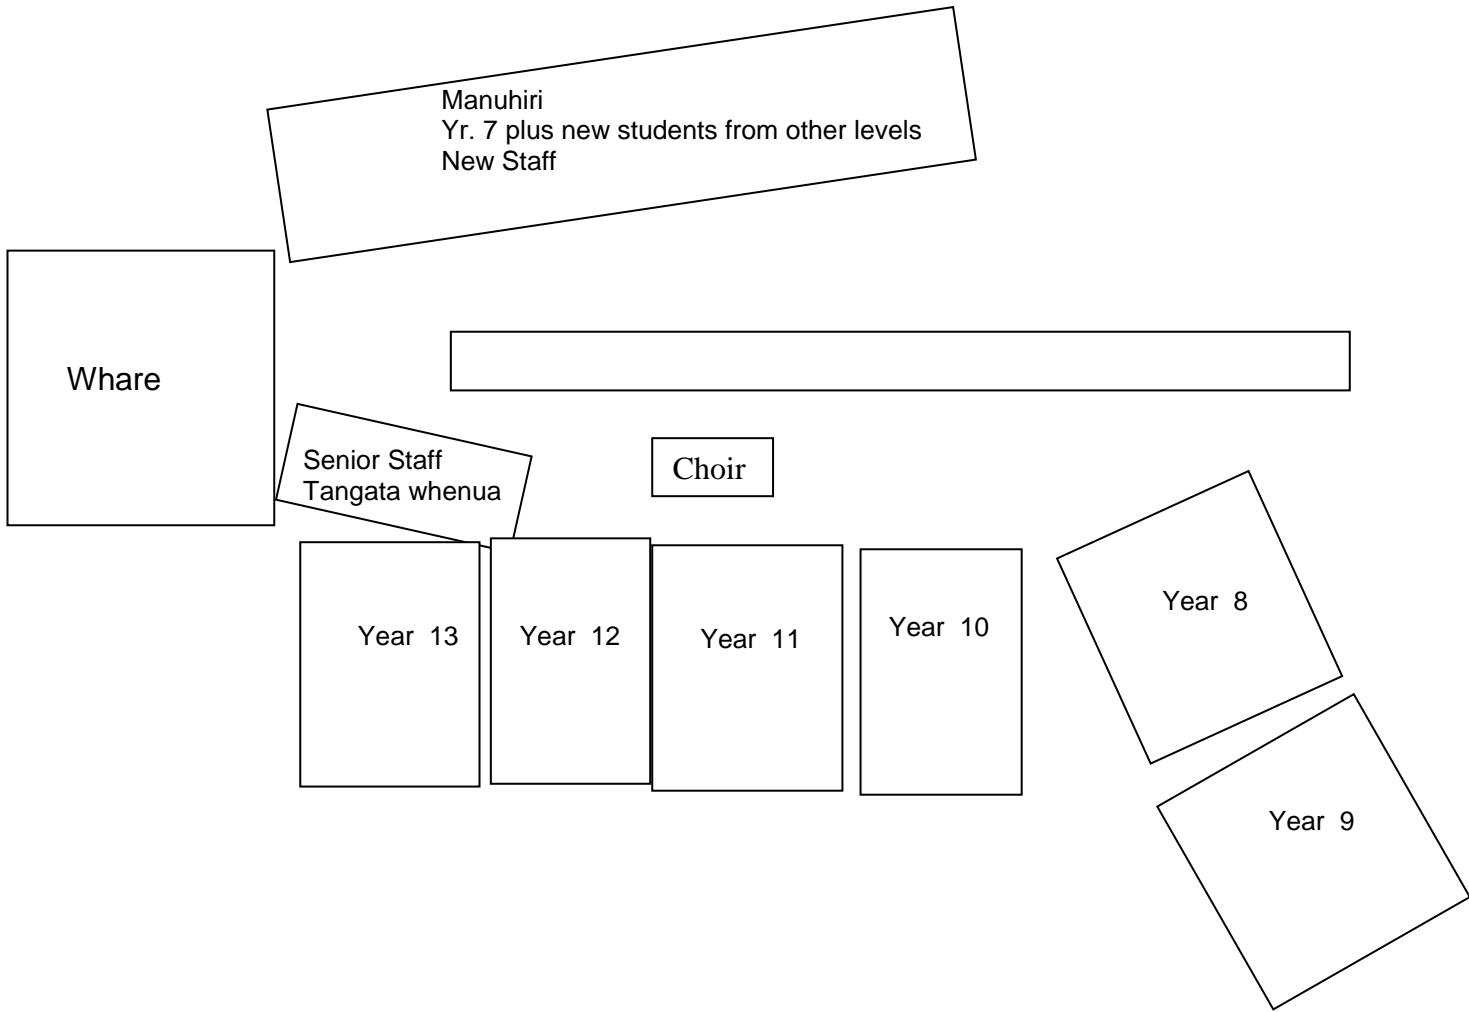 Manuhiri
Yr. 7 plus new students from other levels
New Staff
Whare
Senior Staff
Tangata whenua
Choir
Year 13
Year 12
Year 11
Year 10
Year 8
Year 9